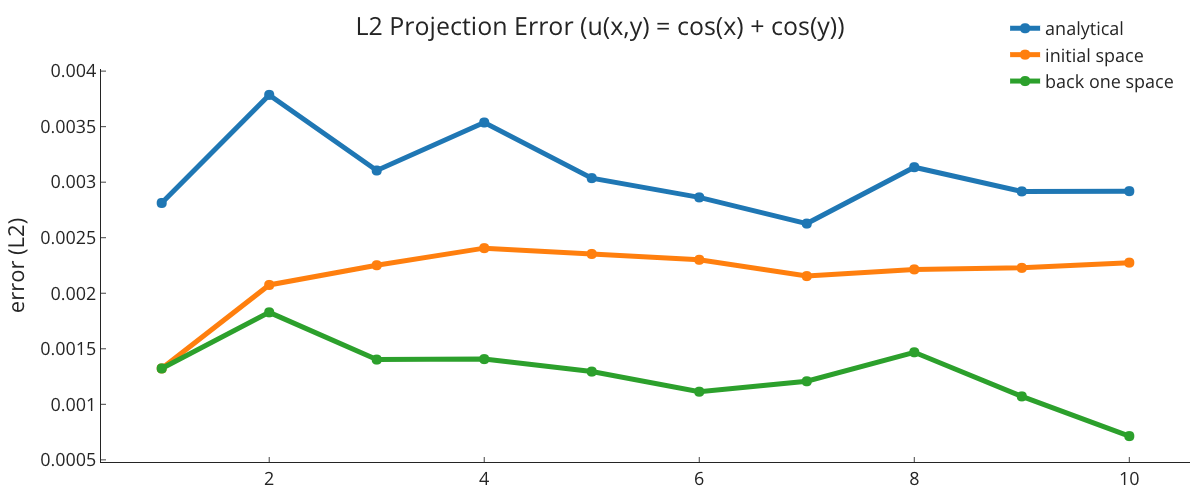 L2 Projection Error (u(x,y) = cos(x) + cos(y))
analytical
initial space
back one space
error (L2)
0.004
0.0035
0.003
0.0025
0.002
0.0015
0.001
0.0005
2 4 6 8 10